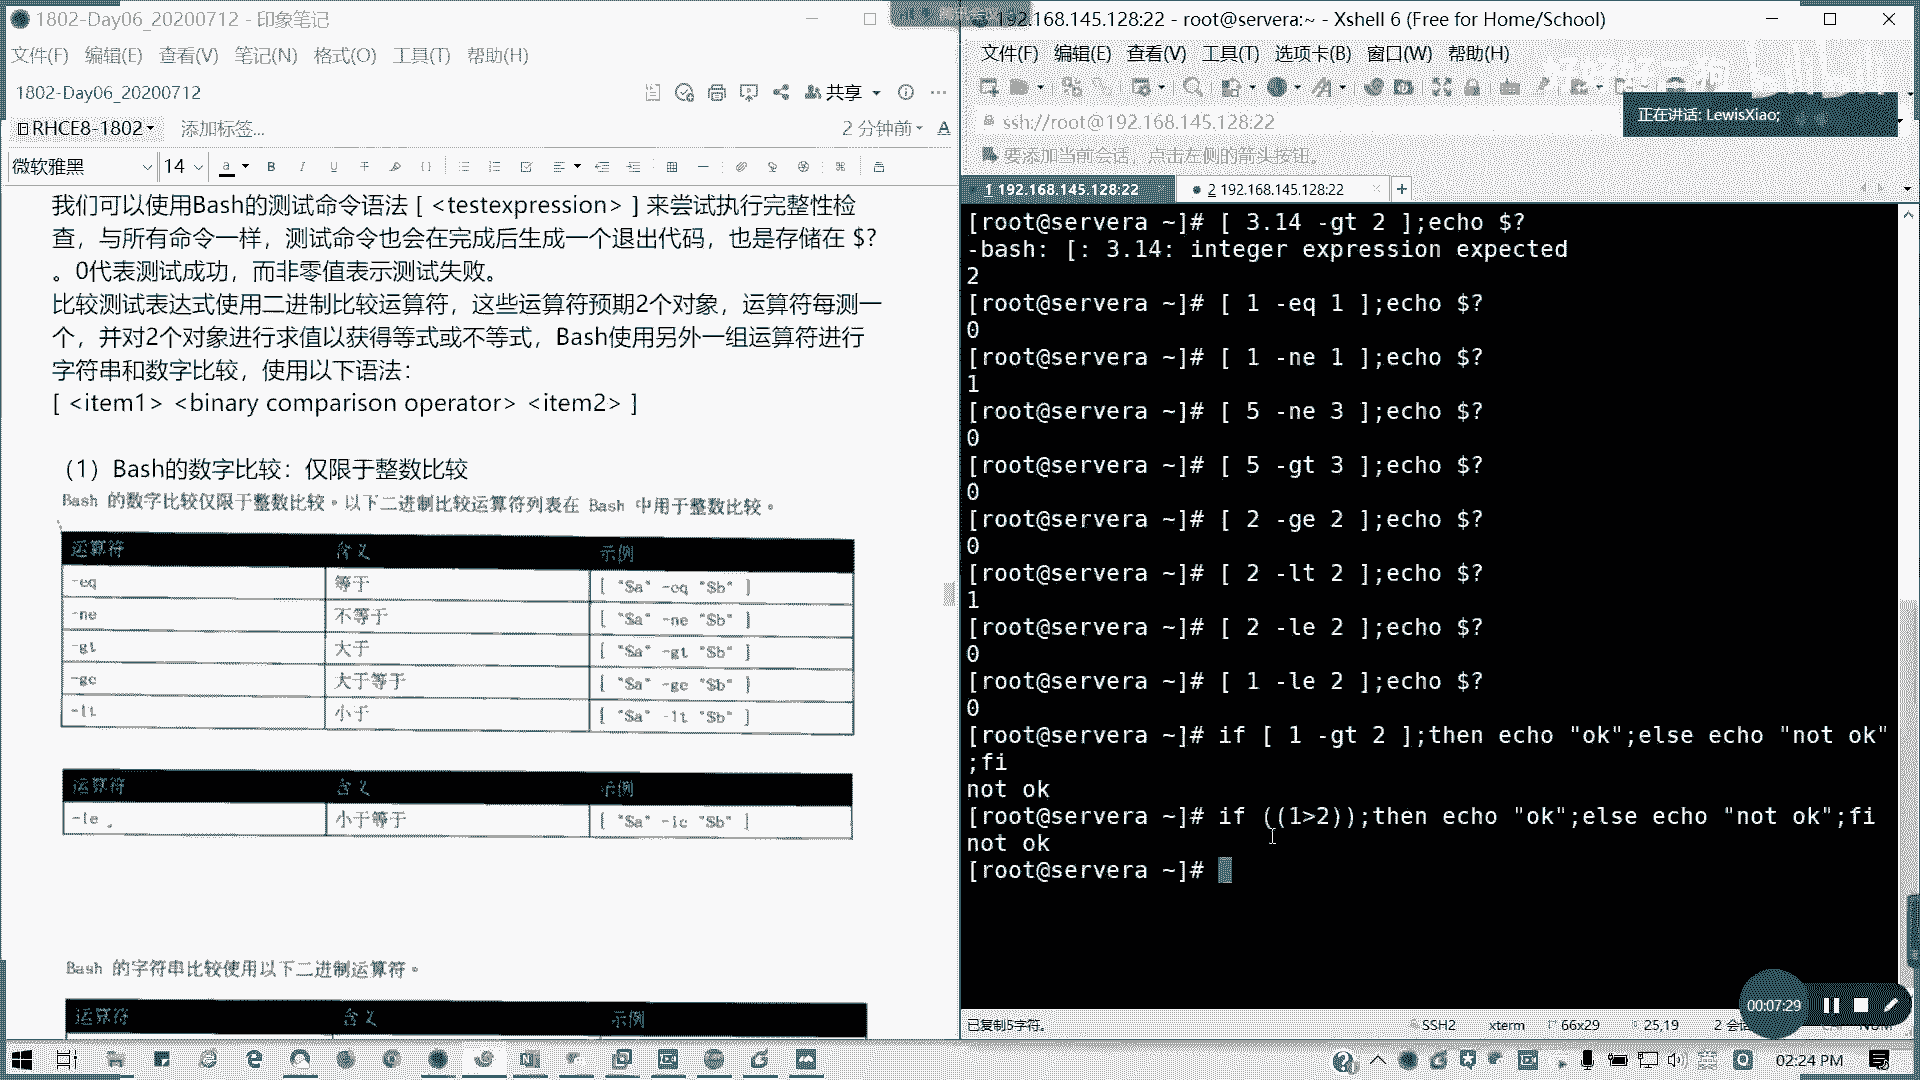 1802-Day06_20200712 - 印象笔记
文件(F) 编辑(E) 查看(V) 笔记(N) 格式(O) 工具(T) 帮助(H)
1802-Day06_20200712
共享
RHCE8-1802
添加标签...
2 分钟前
微软雅黑
14
我们可以使用Bash的测试命令语法 [ <testexpression> ] 来尝试执行完整性检
查，与所有命令一样，测试命令也会在完成后生成一个退出代码，也是存储在 $?
。0代表测试成功，而非零值表示测试失败。
比较测试表达式使用二进制比较运算符，这些运算符预期2个对象，运算符每测一
个，并对2个对象进行求值以获得等式或不等式，Bash使用另外一组运算符进行
字符串和数字比较，使用以下语法：
[ <item1> <binary comparison operator> <item2> ]
（1）Bash的数字比较：仅限于整数比较
Bash 的数字比较仅限于整数比较。以下二进制比较运算符列表在 Bash 中用于整数比较。
运算符 含义 示例
-eq 等于 [ "$a" -eq "$b" ]
-ne 不等于 [ "$a" -ne "$b" ]
-gt 大于 [ "$a" -gt "$b" ]
-ge 大于等于 [ "$a" -ge "$b" ]
-lt 小于 [ "$a" -lt "$b" ]
运算符 含义 示例
-le 小于等于 [ "$a" -le "$b" ]
Bash 的字符串比较使用以下二进制运算符。
运算符 含义 示例
192.168.145.128:22 - root@servera:~ - Xshell 6 (Free for Home/School)
文件(F) 编辑(E) 查看(V) 工具(T) 选项卡(B) 窗口(W) 帮助(H)
ssh://root@192.168.145.128:22
正在讲话: LewisXiao;
要添加当前会话，点击左侧的箭头按钮。
1 192.168.145.128:22
2 192.168.145.128:22
[root@servera ~]# [ 3.14 -gt 2 ];echo $?
-bash: [: 3.14: integer expression expected
2
[root@servera ~]# [ 1 -eq 1 ];echo $?
0
[root@servera ~]# [ 1 -ne 1 ];echo $?
1
[root@servera ~]# [ 5 -ne 3 ];echo $?
0
[root@servera ~]# [ 5 -gt 3 ];echo $?
0
[root@servera ~]# [ 2 -ge 2 ];echo $?
0
[root@servera ~]# [ 2 -lt 2 ];echo $?
1
[root@servera ~]# [ 2 -le 2 ];echo $?
0
[root@servera ~]# [ 1 -le 2 ];echo $?
0
[root@servera ~]# if [ 1 -gt 2 ];then echo "ok";else echo "not ok"
;fi
not ok
[root@servera ~]# if ((1>2));then echo "ok";else echo "not ok";fi
not ok
[root@servera ~]#
00:07:29
已复制5字符。
SSH2 xterm 66x29 25,19 2 会 NUM
02:24 PM